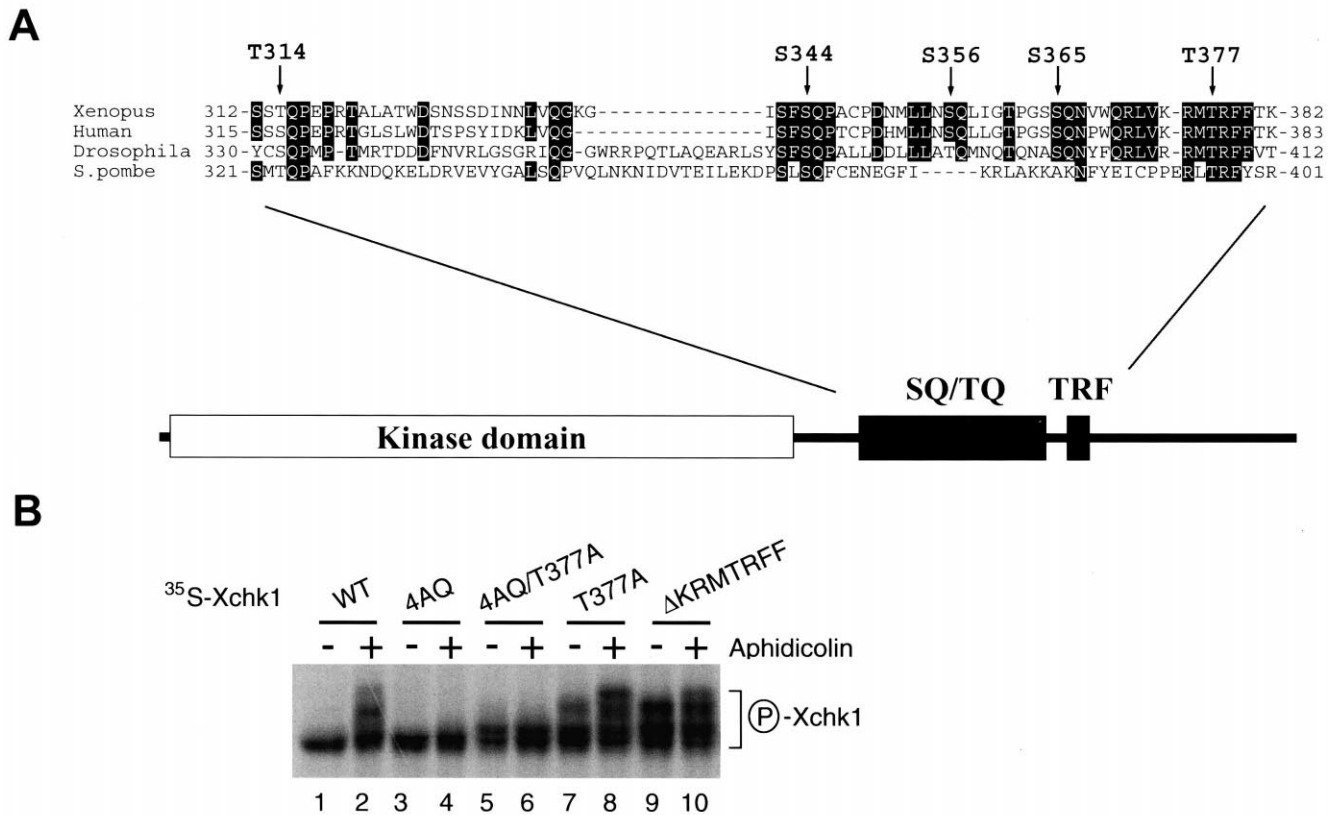 A
T314 S344 S356 S365 T377
Xenopus 312-SSTQPEPRTALATWDSNSSDINNLVQGKG------------ISFSQPACPDNMLLNSQLIGTPGSSQNVWQRLVK-RMTRFFTK-382
Human 315-SSSQPEPRTGLSLWDTSPSYIDKLVQG--------------ISFSQPTCPDHMLLNSQLLGTPGSSQNPWQRLVK-RMTRFFTK-383
Drosophila 330-YCSQPMP-TMRTDDDFNVRLGSGRIQGG-GWRRPQTLAQEARLSYSFSQPALLDDLLLATQMNQTQNASQNYFQRLVR-RMTRFFVT-412
S.pombe 321-SMTQPAFKKNDQKELDRVEVYGALSQPVQLNKNIDVTEILEKDPSLSQFCENEGFI-----KRLAKKAKNFYEICPPERLTRFYSR-401
SQ/TQ TRF
Kinase domain
B
35S-Xchk1 WT 4AQ 4AQ/T377A T377A ΔKRMTRFF
- + - + - + - + - + Aphidicolin
P-Xchk1
1 2 3 4 5 6 7 8 9 10